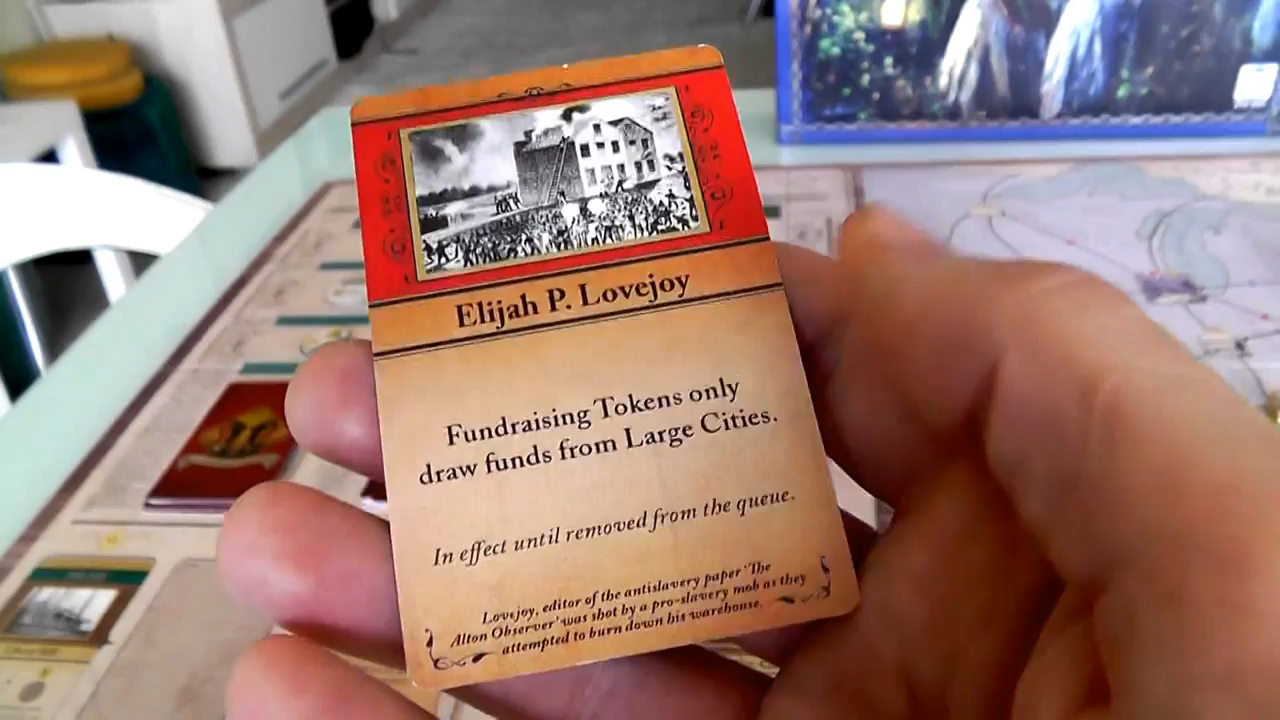 Elijah P. Lovejoy
Fundraising Tokens only
draw funds from Large Cities.
In effect until removed from the queue.
Lovejoy, editor of the antislavery paper 'The
Alton Observer' was shot by a pro-slavery mob as they
attempted to burn down his warehouse.